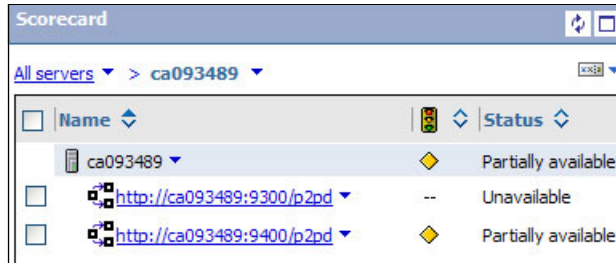 Scorecard
All servers > ca093489
Name Status
ca093489 Partially available
http://ca093489:9300/p2pd -- Unavailable
http://ca093489:9400/p2pd Partially available